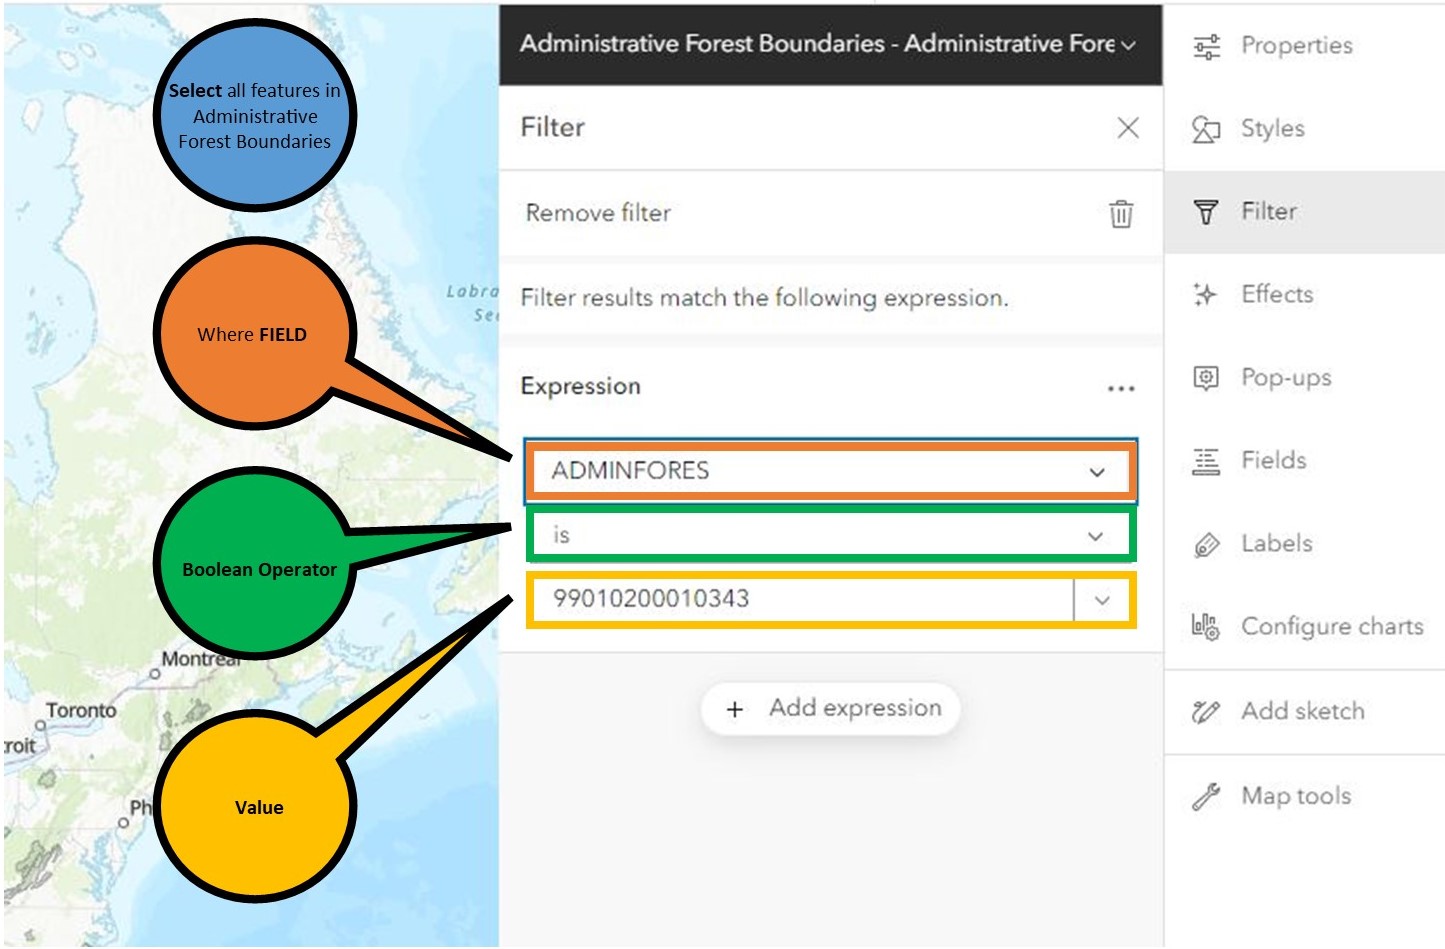 Select all features in
Administrative
Forest Boundaries
Where FIELD
Boolean Operator
Value
Labra
Se
Montreal
Toronto
troit
Ph
Administrative Forest Boundaries - Administrative Fore
Filter
Remove filter
Filter results match the following expression.
Expression
ADMINFORES
is
99010200010343
+ Add expression
Properties
Styles
Filter
Effects
Pop-ups
Fields
Labels
Configure charts
Add sketch
Map tools